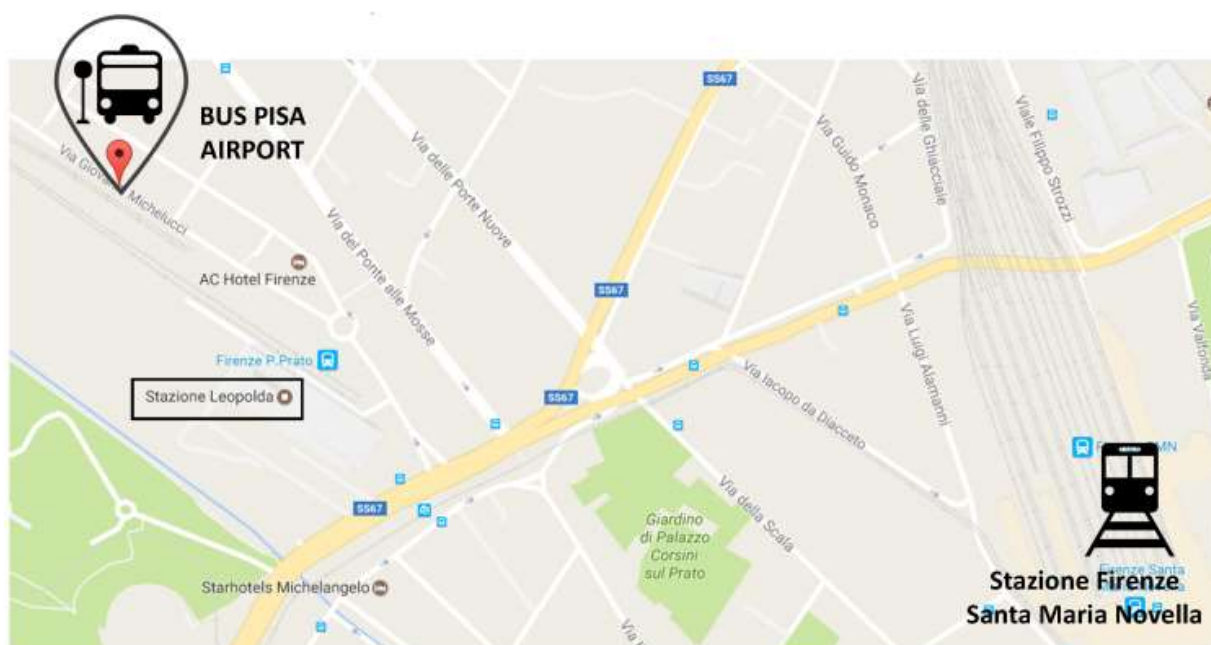 BUS PISA
AIRPORT
SS67
Via delle Ghiacciaie
Viale Filippo Strozzi
Via Guido Monaco
Via delle Porte Nuove
Via Michelucci
Via del Ponte alle Mosse
AC Hotel Firenze
SS67
Via Luigi Alamanni
Via Valfonda
Firenze P.Prato
Stazione Leopolda
SS67
Via Iacopo da Diacceto
MN
Via della Scala
SS67
Giardino
di Palazzo
Corsini
sul Prato
Starhotels Michelangelo
Firenze Santa
Stazione Firenze
Santa Maria Novella